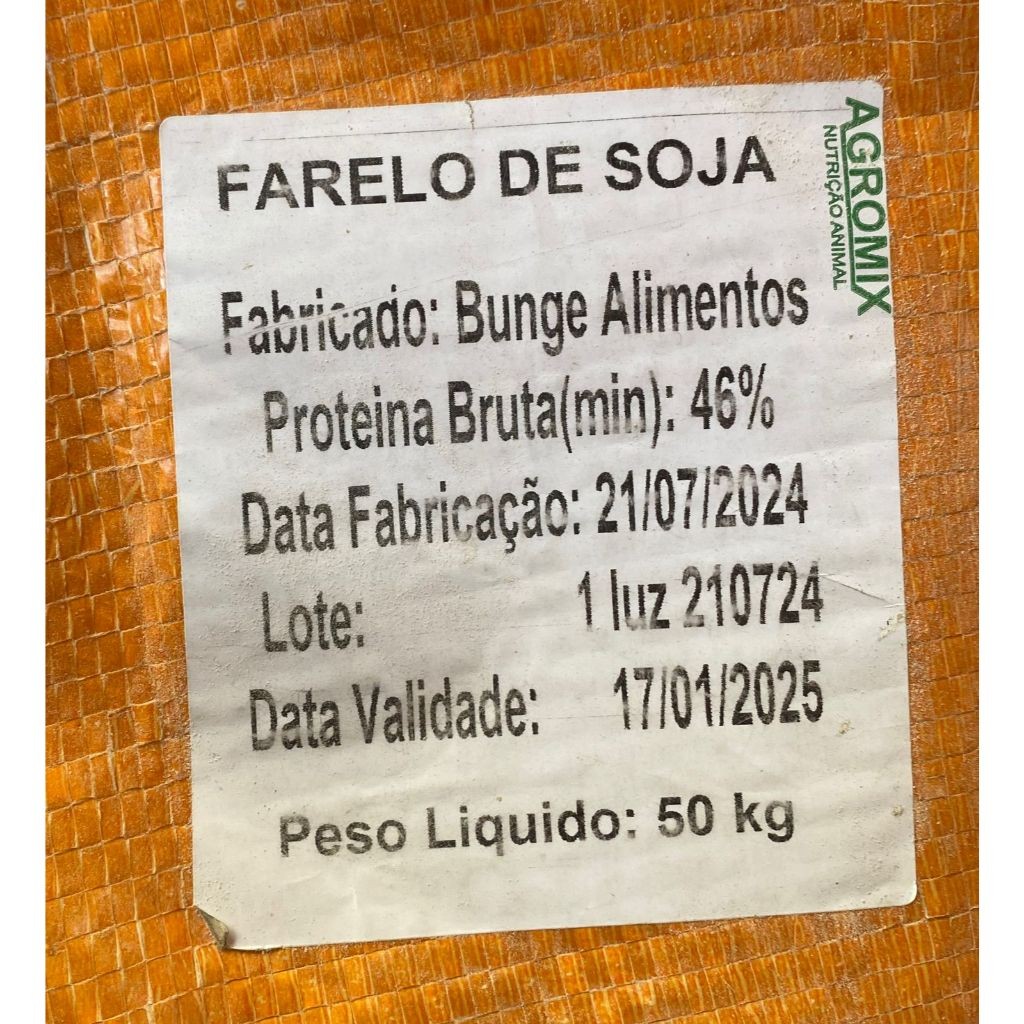 FARELO DE SOJA
AGROMIX
NUTRIÇÃO ANIMAL
Fabricado: Bunge Alimentos
Proteina Bruta(min): 46%
Data Fabricação: 21/07/2024
Lote: 1 luz 210724
Data Validade: 17/01/2025
Peso Liquido: 50 kg